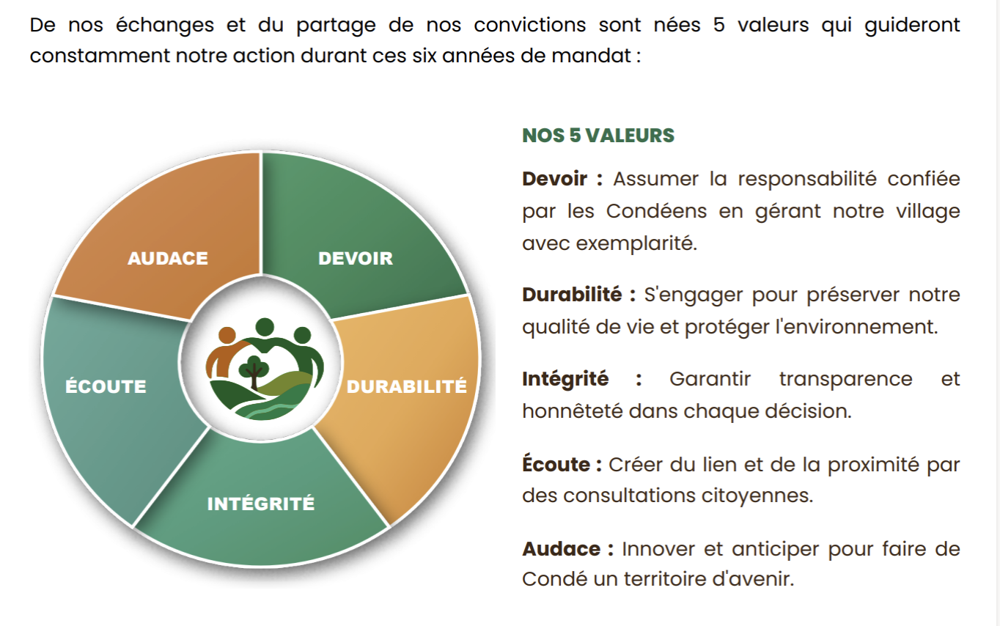 De nos échanges et du partage de nos convictions sont nées 5 valeurs qui guideront
constamment notre action durant ces six années de mandat :
AUDACE
DEVOIR
ÉCOUTE
DURABILITÉ
INTÉGRITÉ
NOS 5 VALEURS
Devoir : Assumer la responsabilité confiée
par les Condéens en gérant notre village
avec exemplarité.
Durabilité : S'engager pour préserver notre
qualité de vie et protéger l'environnement.
Intégrité : Garantir transparence et
honnêteté dans chaque décision.
Écoute : Créer du lien et de la proximité par
des consultations citoyennes.
Audace : Innover et anticiper pour faire de
Condé un territoire d'avenir.